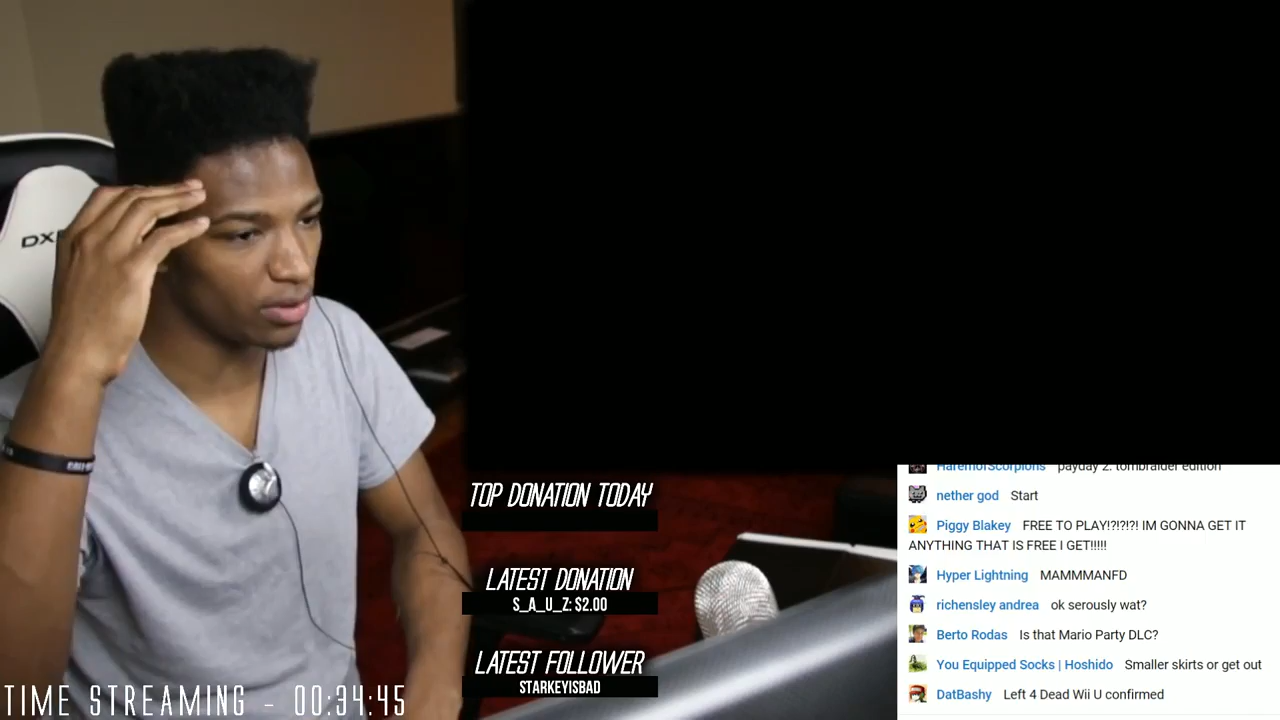 DX
TOP DONATION TODAY
LATEST DONATION
S_A_U_Z: $2.00
LATEST FOLLOWER
STARKEYISBAD
TIME STREAMING - 00:34:45
HaremofScorpions payday 2: tombraider edition
nether god Start
Piggy Blakey FREE TO PLAY!?!?!?! IM GONNA GET IT
ANYTHING THAT IS FREE I GET!!!!!
Hyper Lightning MAMMMANFD
richensley andrea ok serously wat?
Berto Rodas Is that Mario Party DLC?
You Equipped Socks | Hoshido Smaller skirts or get out
DatBashy Left 4 Dead Wii U confirmed